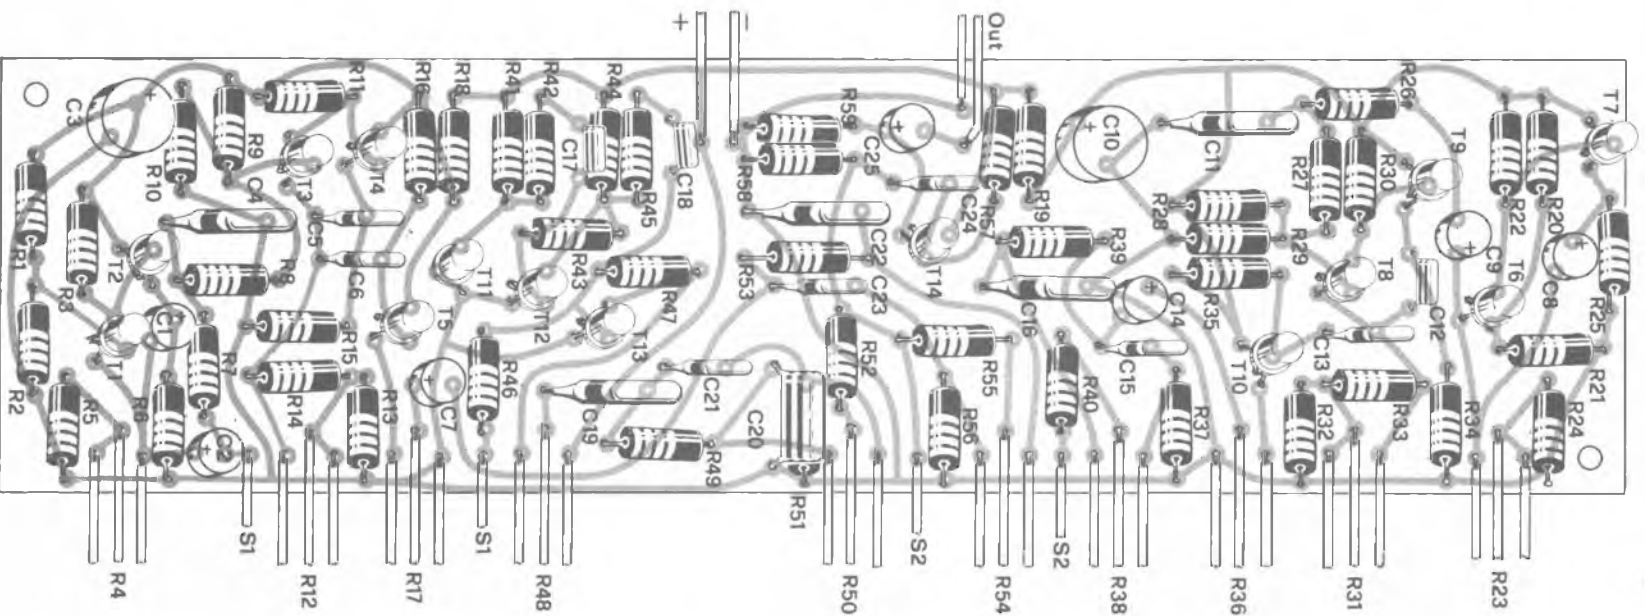 +
−
Out
R11
R16
R18
R41
R42
R44
R59
R26
T7
C3
R9
R10
C4
T3
T4
C17
R45
C18
C25
C10
C11
R27
R30
T9
R58
C24
R57
R19
R28
R22
R20
R1
T2
R8
C5
C6
T11
R43
R47
C22
R53
C23
T14
R39
R29
T8
C9
T6
C8
R3
C1
T1
R7
R15
T5
T12
T13
R52
C16
C14
R35
C12
R25
R2
R5
R6
R14
R13
C7
R46
C19
C21
C20
R55
R56
C15
R40
R37
T10
C13
R32
R33
R34
R24
R21
C2
R49
R51
S1
S1
S2
S2
R4
R12
R17
R48
R50
R54
R38
R36
R31
R23